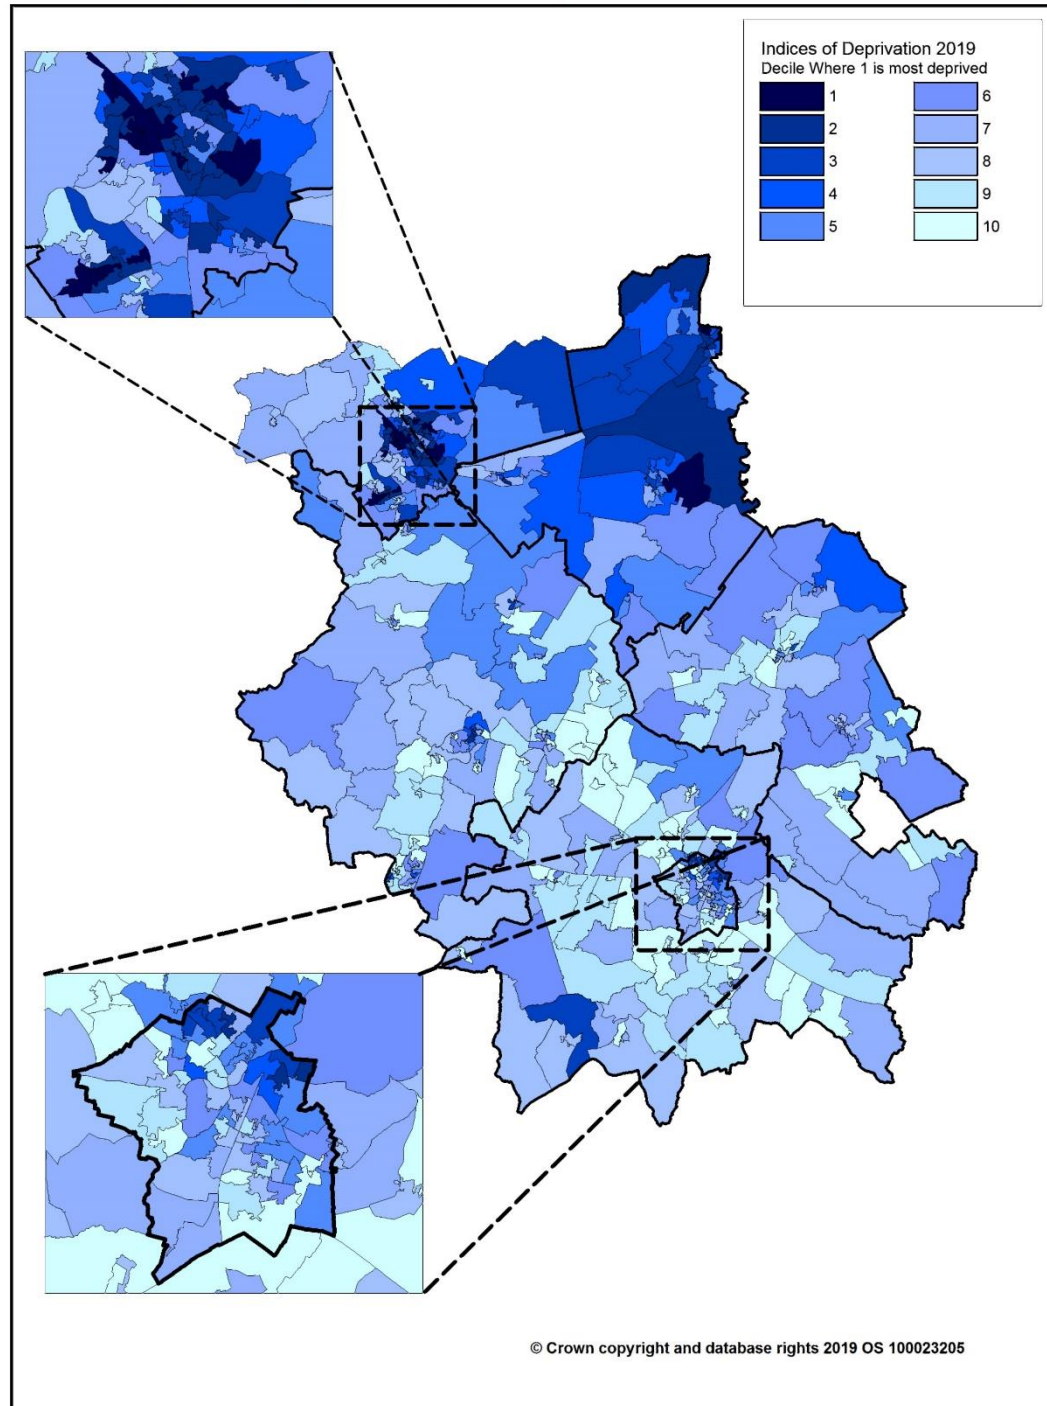 Indices of Deprivation 2019
Decile Where 1 is most deprived
1 6
2 7
3 8
4 9
5 10
© Crown copyright and database rights 2019 OS 100023205